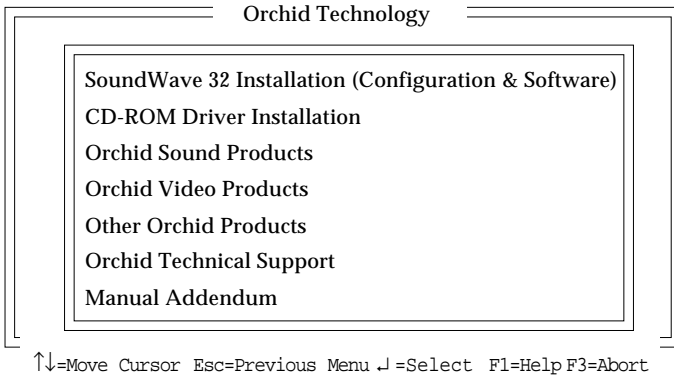 Orchid Technology
SoundWave 32 Installation (Configuration & Software)
CD-ROM Driver Installation
Orchid Sound Products
Orchid Video Products
Other Orchid Products
Orchid Technical Support
Manual Addendum
↑↓=Move Cursor Esc=Previous Menu ↵=Select F1=Help F3=Abort